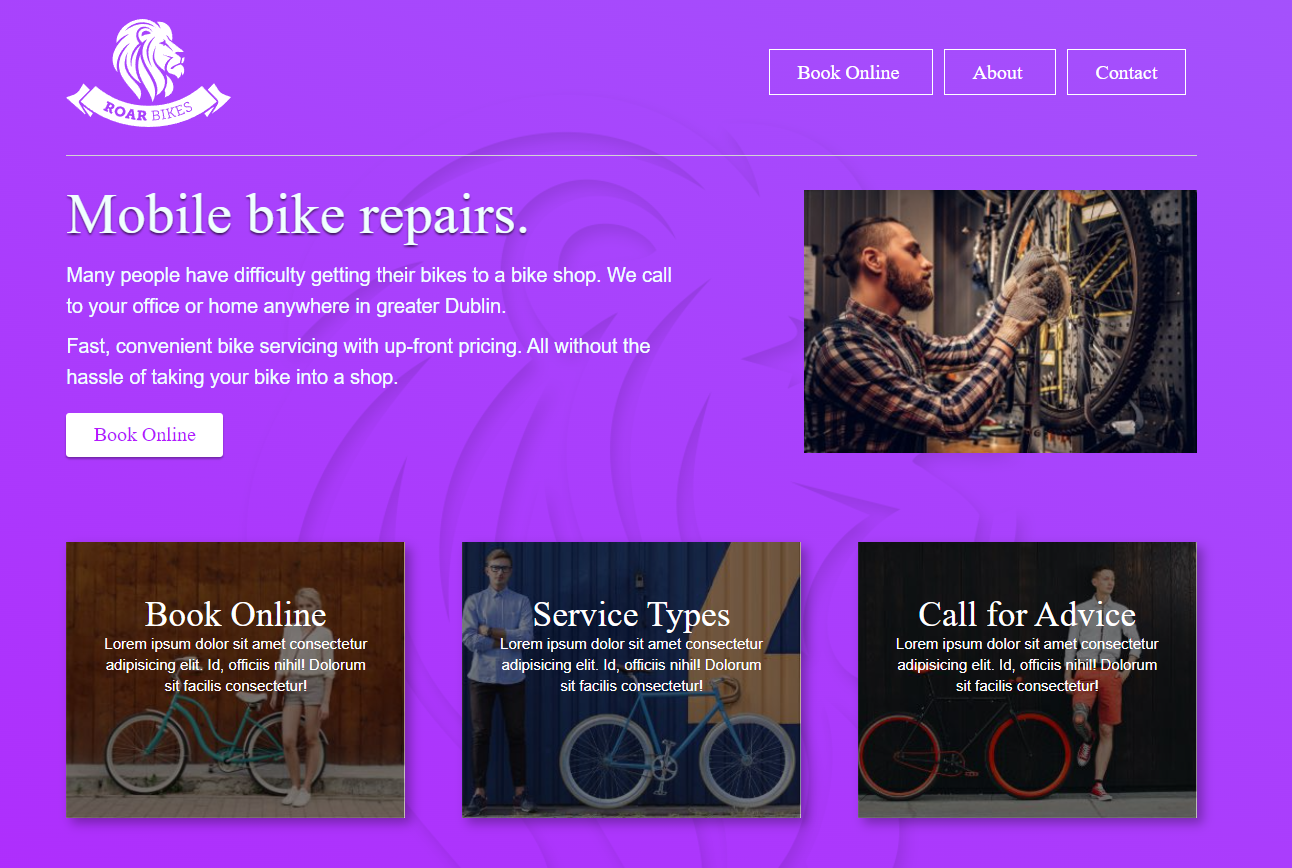 ROAR BIKES
Book Online
About
Contact
Mobile bike repairs.
Many people have difficulty getting their bikes to a bike shop. We call
to your office or home anywhere in greater Dublin.
Fast, convenient bike servicing with up-front pricing. All without the
hassle of taking your bike into a shop.
Book Online
Book Online
Lorem ipsum dolor sit amet consectetur
adipisicing elit. Id, officiis nihil! Dolorum
sit facilis consectetur!
Service Types
Lorem ipsum dolor sit amet consectetur
adipisicing elit. Id, officiis nihil! Dolorum
sit facilis consectetur!
Call for Advice
Lorem ipsum dolor sit amet consectetur
adipisicing elit. Id, officiis nihil! Dolorum
sit facilis consectetur!